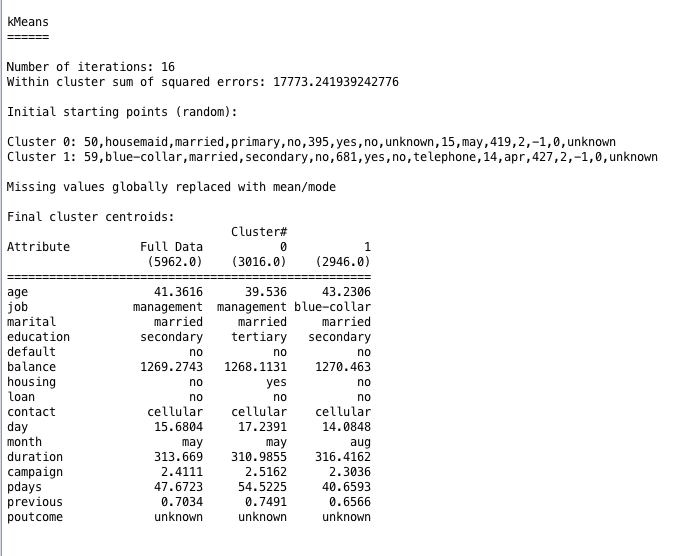 kMeans
======
Number of iterations: 16
Within cluster sum of squared errors: 17773.241939242776
Initial starting points (random):
Cluster 0: 50,housemaid,married,primary,no,395,yes,no,unknown,15,may,419,2,-1,0,unknown
Cluster 1: 59,blue-collar,married,secondary,no,681,yes,no,telephone,14,apr,427,2,-1,0,unknown
Missing values globally replaced with mean/mode
Final cluster centroids:
Cluster#
Attribute Full Data 0 1
(5962.0) (3016.0) (2946.0)
====================================================
age 41.3616 39.536 43.2306
job management management blue-collar
marital married married married
education secondary tertiary secondary
default no no no
balance 1269.2743 1268.1131 1270.463
housing no yes no
loan no no no
contact cellular cellular cellular
day 15.6804 17.2391 14.0848
month may may aug
duration 313.669 310.9855 316.4162
campaign 2.4111 2.5162 2.3036
pdays 47.6723 54.5225 40.6593
previous 0.7034 0.7491 0.6566
poutcome unknown unknown unknown